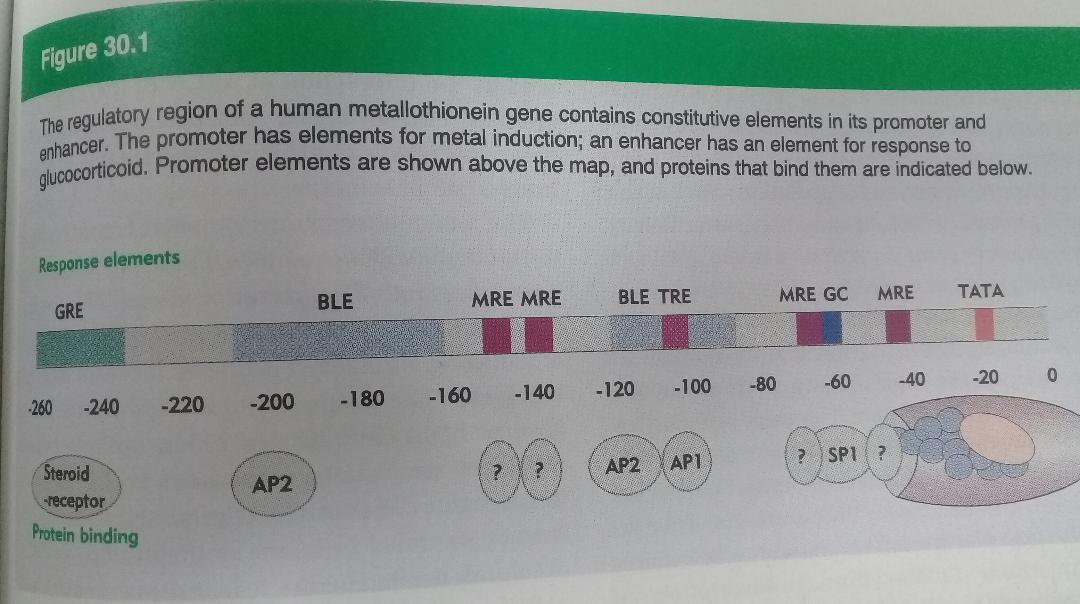 Figure 30.1
The regulatory region of a human metallothionein gene contains constitutive elements in its promoter and
enhancer. The promoter has elements for metal induction; an enhancer has an element for response to
glucocorticoid. Promoter elements are shown above the map, and proteins that bind them are indicated below.
Response elements
GRE BLE MRE MRE BLE TRE MRE GC MRE TATA
-260 -240 -220 -200 -180 -160 -140 -120 -100 -80 -60 -40 -20 0
Steroid
-receptor
AP2 ? ? AP2 AP1 ? SP1 ?
Protein binding